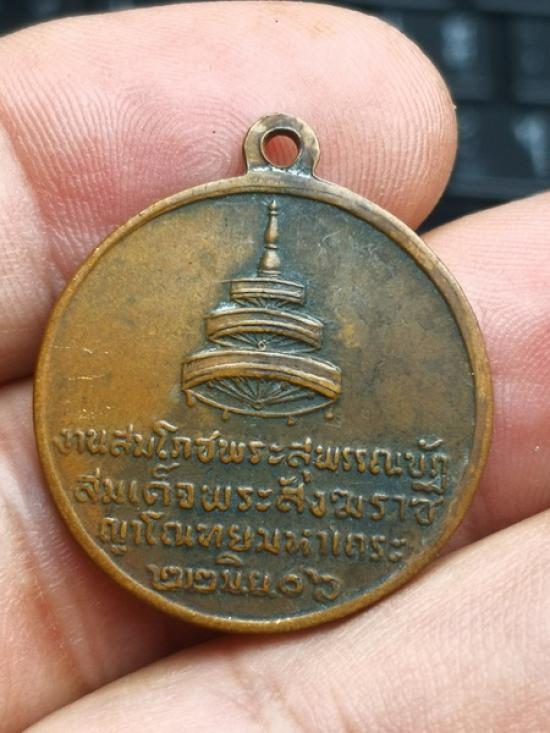 งานสมโภชพระสุพรรณบัฏ
สมเด็จพระสังฆราช
ญาโณทยมหาเถระ
๒๒ มิ.ย. ๐๖